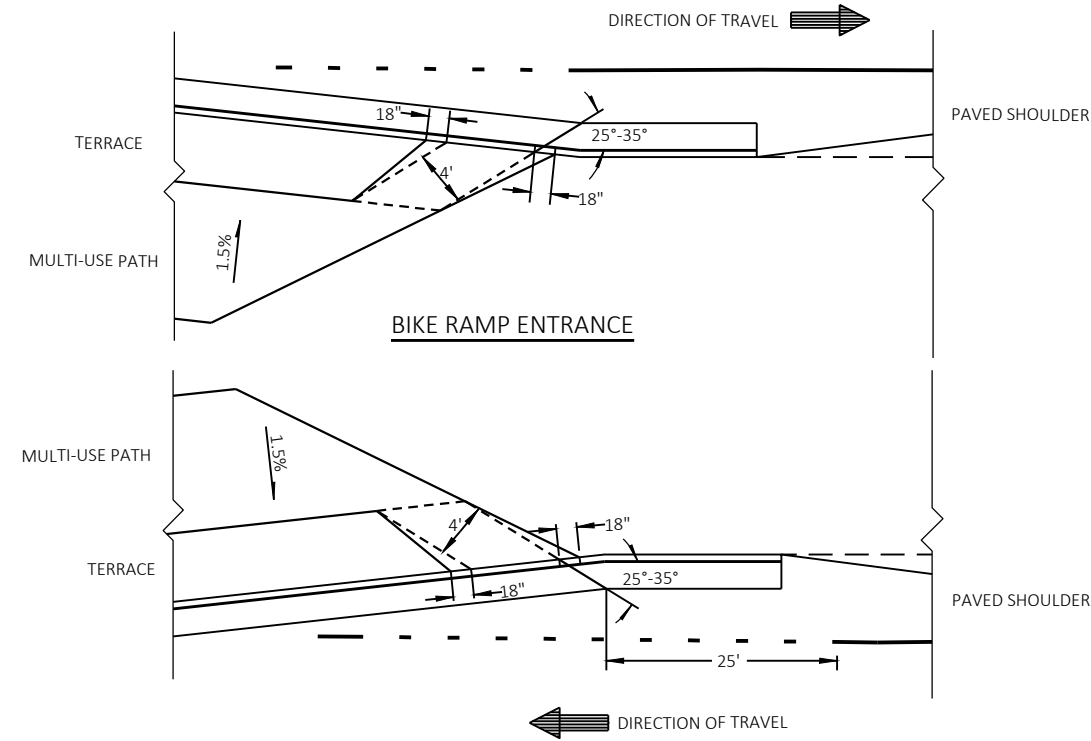 DIRECTION OF TRAVEL
PAVED SHOULDER
18"
25°-35°
TERRACE
4'
18"
1.5%
MULTI-USE PATH
BIKE RAMP ENTRANCE
MULTI-USE PATH
1.5%
4'
18"
TERRACE
25°-35°
18"
PAVED SHOULDER
25'
DIRECTION OF TRAVEL